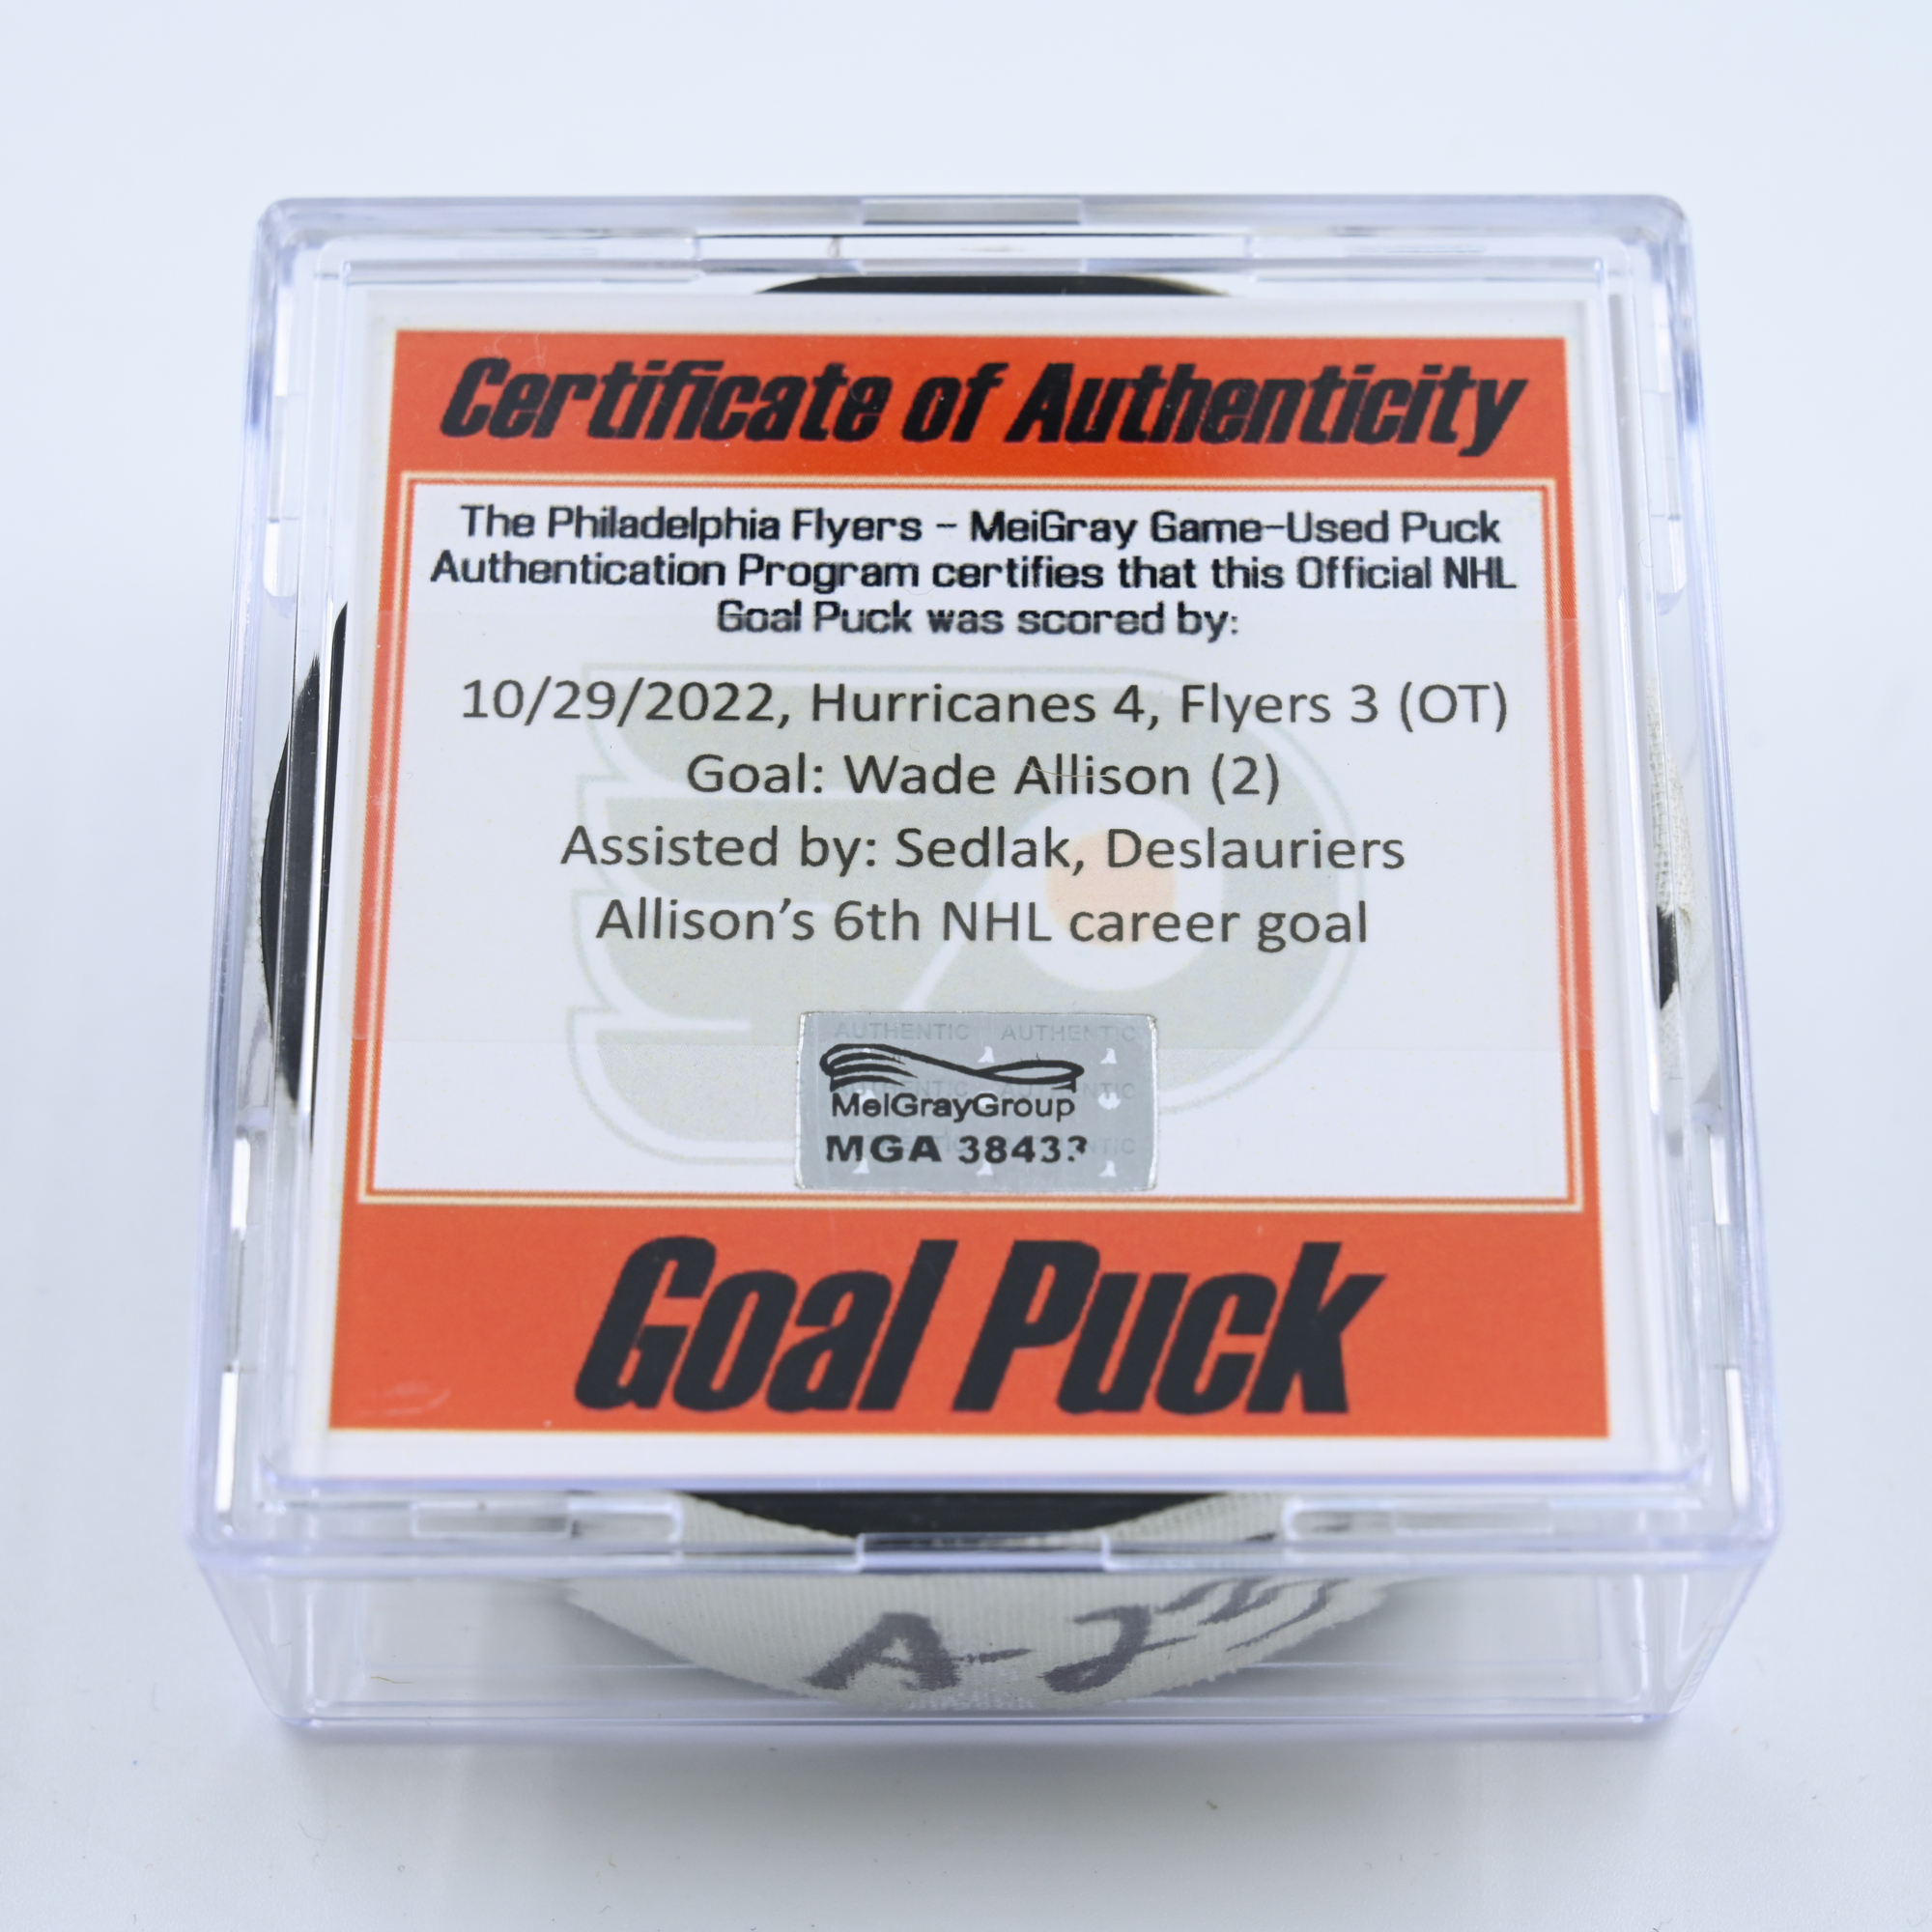 Certificate of Authenticity
The Philadelphia Flyers - MeiGray Game-Used Puck
Authentication Program certifies that this Official NHL
Goal Puck was scored by:
10/29/2022, Hurricanes 4, Flyers 3 (OT)
Goal: Wade Allison (2)
Assisted by: Sedlak, Deslauriers
Allison's 6th NHL career goal
AUTHENTIC AUTHENTIC
MeiGrayGroup
MGA
Goal Puck